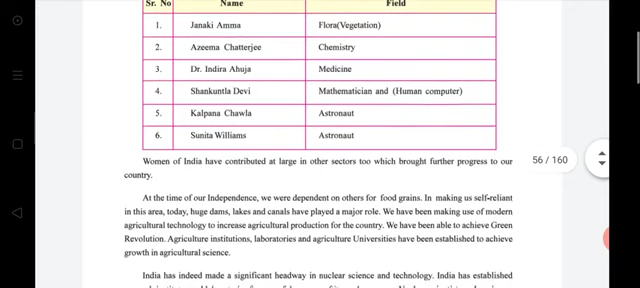 Sr. No Name Field
1. Janaki Amma Flora(Vegetation)
2. Azeema Chatterjee Chemistry
3. Dr. Indira Ahuja Medicine
4. Shankuntla Devi Mathematician and (Human computer)
5. Kalpana Chawla Astronaut
6. Sunita Williams Astronaut
Women of India have contributed at large in other sectors too which brought further progress to our
56 / 160
country.
At the time of our Independence, we were dependent on others for food grains. In making us self-reliant
in this area, today, huge dams, lakes and canals have played a major role. We have been making use of modern
agricultural technology to increase agricultural production for the country. We have been able to achieve Green
Revolution. Agriculture institutions, laboratories and agriculture Universities have been established to achieve
growth in agricultural science.
India has indeed made a significant headway in nuclear science and technology. India has established